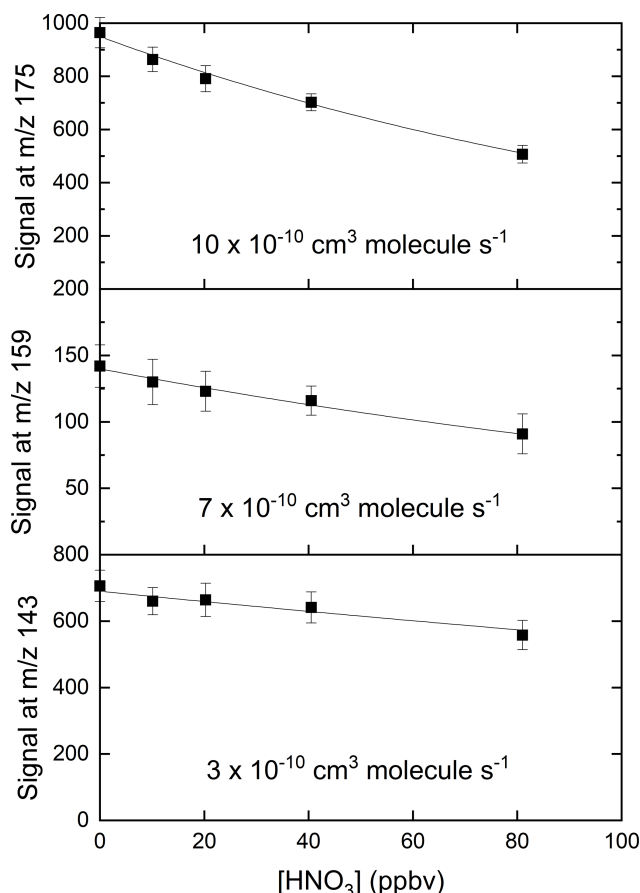 1000
800
600
400
200
Signal at m/z 175
10 x 10⁻¹⁰ cm³ molecule s⁻¹
200
150
100
50
Signal at m/z 159
7 x 10⁻¹⁰ cm³ molecule s⁻¹
800
600
400
200
0
Signal at m/z 143
3 x 10⁻¹⁰ cm³ molecule s⁻¹
0 20 40 60 80 100
[HNO₃] (ppbv)